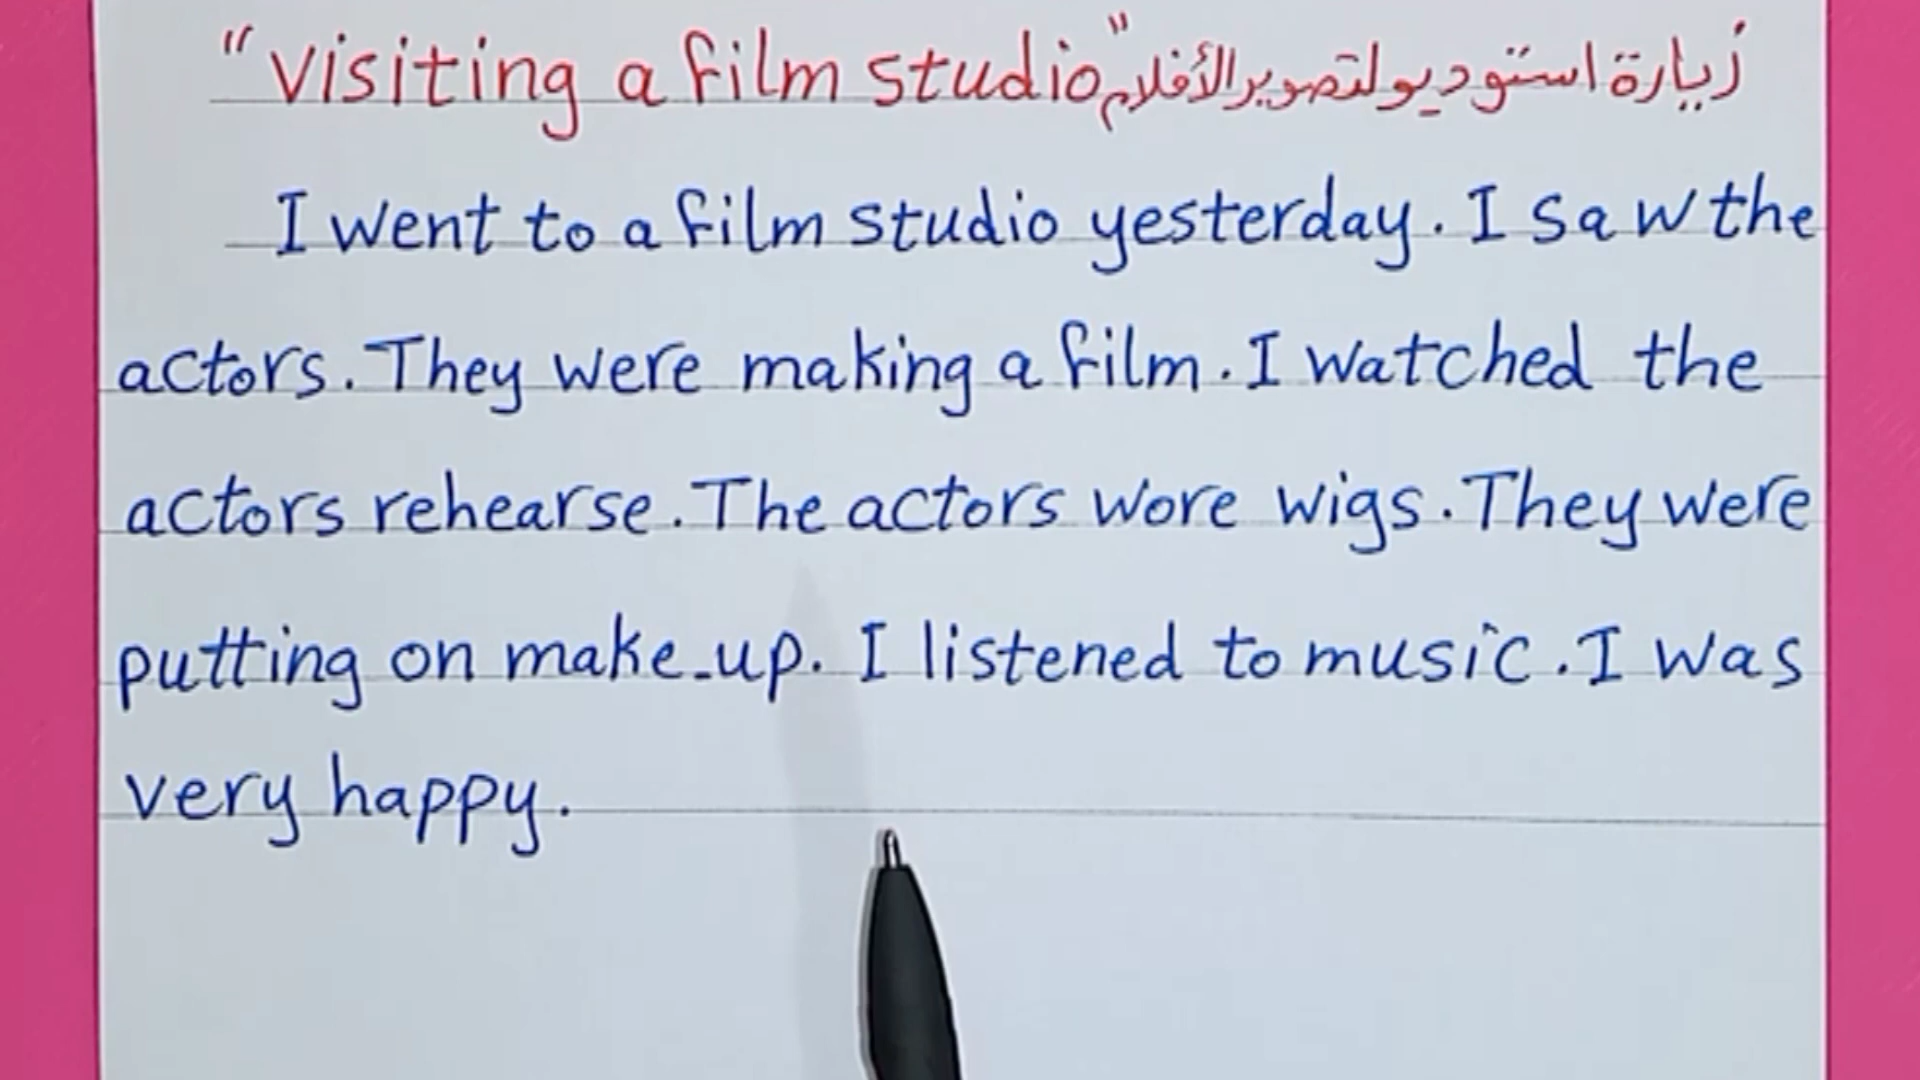 "Visiting a film studio" زيارة استوديو لتصوير الأفلام
I went to a film studio yesterday. I saw the
actors. They were making a film. I watched the
actors rehearse. The actors wore wigs. They were
putting on make-up. I listened to music. I was
very happy.